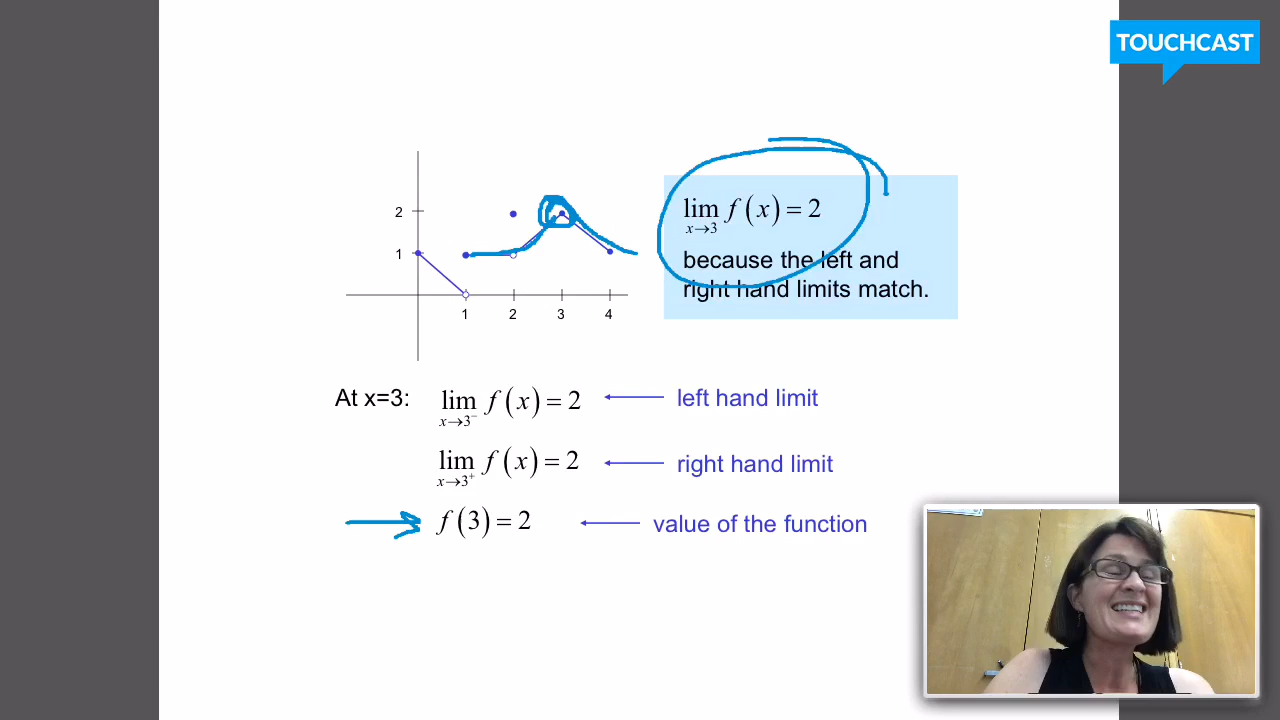 TOUCHCAST
2
1
1 2 3 4
lim f(x) = 2
x→3
because the left and
right hand limits match.
At x=3: lim f(x) = 2 left hand limit
x→3⁻
lim f(x) = 2 right hand limit
x→3⁺
f(3) = 2 value of the function